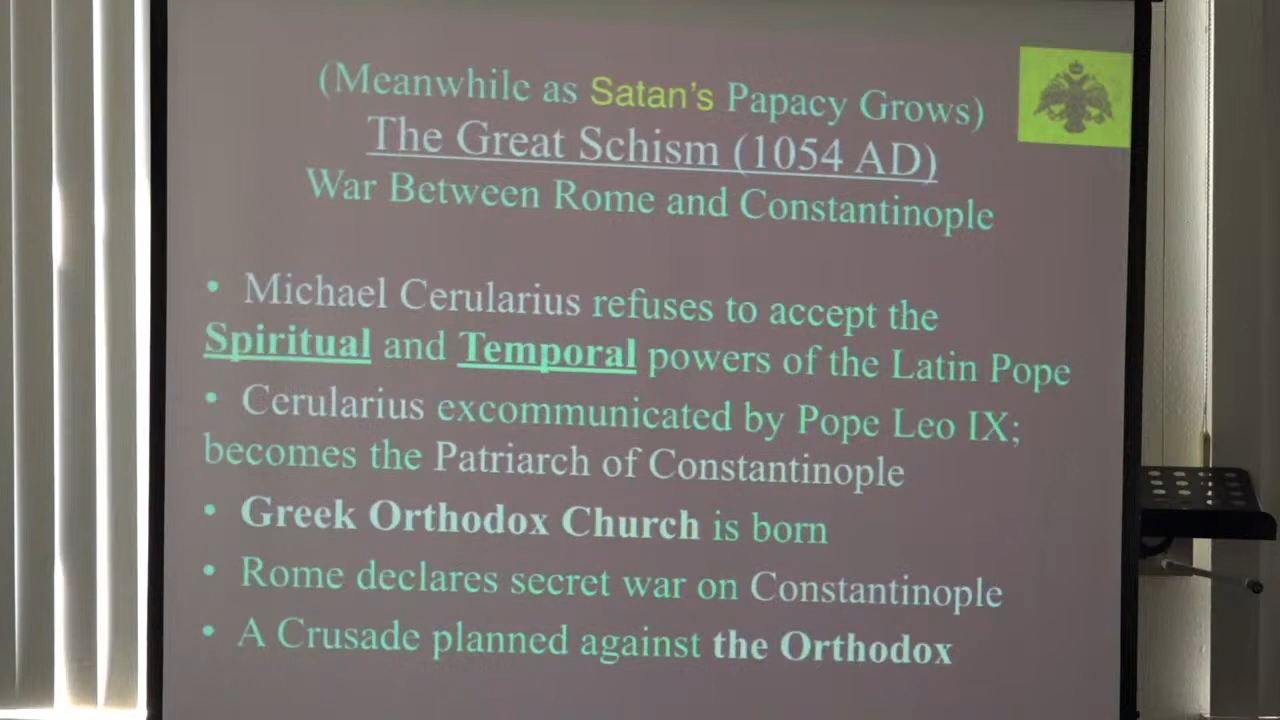 (Meanwhile as Satan's Papacy Grows)
The Great Schism (1054 AD)
War Between Rome and Constantinople
• Michael Cerularius refuses to accept the
Spiritual and Temporal powers of the Latin Pope
• Cerularius excommunicated by Pope Leo IX;
becomes the Patriarch of Constantinople
• Greek Orthodox Church is born
• Rome declares secret war on Constantinople
• A Crusade planned against the Orthodox